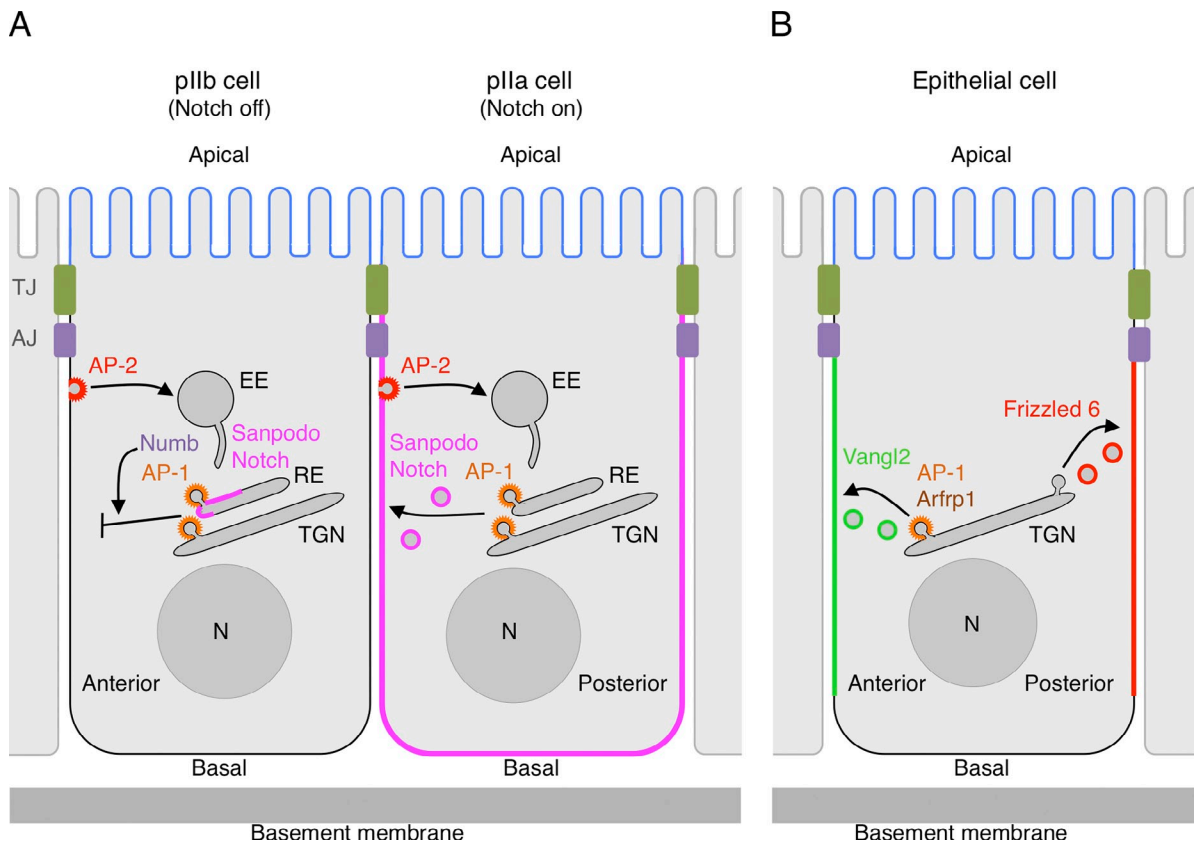 A
B
pIIb cell
(Notch off)
pIIa cell
(Notch on)
Epithelial cell
Apical
Apical
Apical
TJ
AJ
AP-2
EE
Numb
Sanpodo
Notch
AP-1
RE
TGN
N
Anterior
Basal
AP-2
EE
Sanpodo
Notch
AP-1
RE
TGN
N
Posterior
Basal
Basement membrane
Frizzled 6
Vangl2
AP-1
Arfrp1
TGN
N
Anterior
Posterior
Basal
Basement membrane